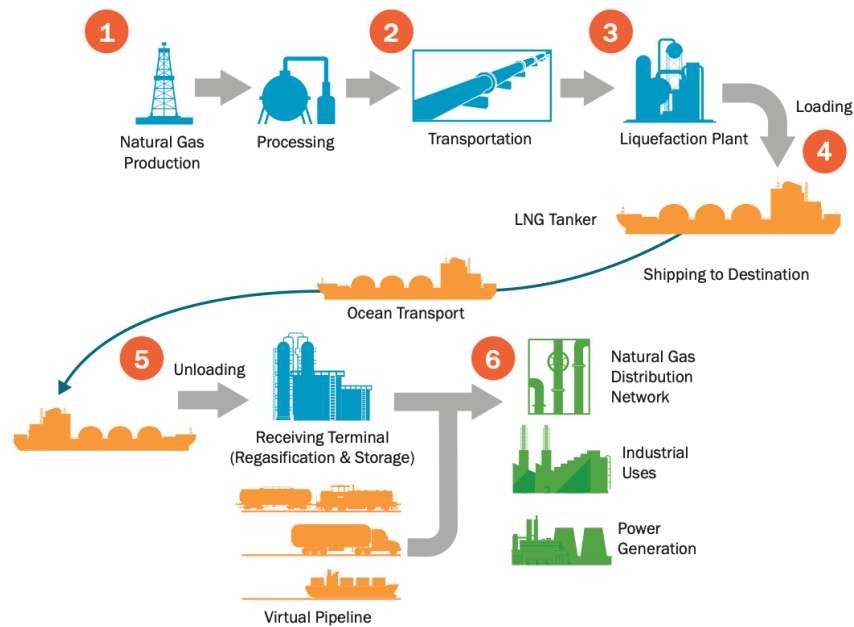 1
2
3
Natural Gas
Production
Processing
Transportation
Liquefaction Plant
Loading
4
LNG Tanker
Shipping to Destination
Ocean Transport
5
Unloading
6
Natural Gas
Distribution
Network
Receiving Terminal
(Regasification & Storage)
Industrial
Uses
Power
Generation
Virtual Pipeline